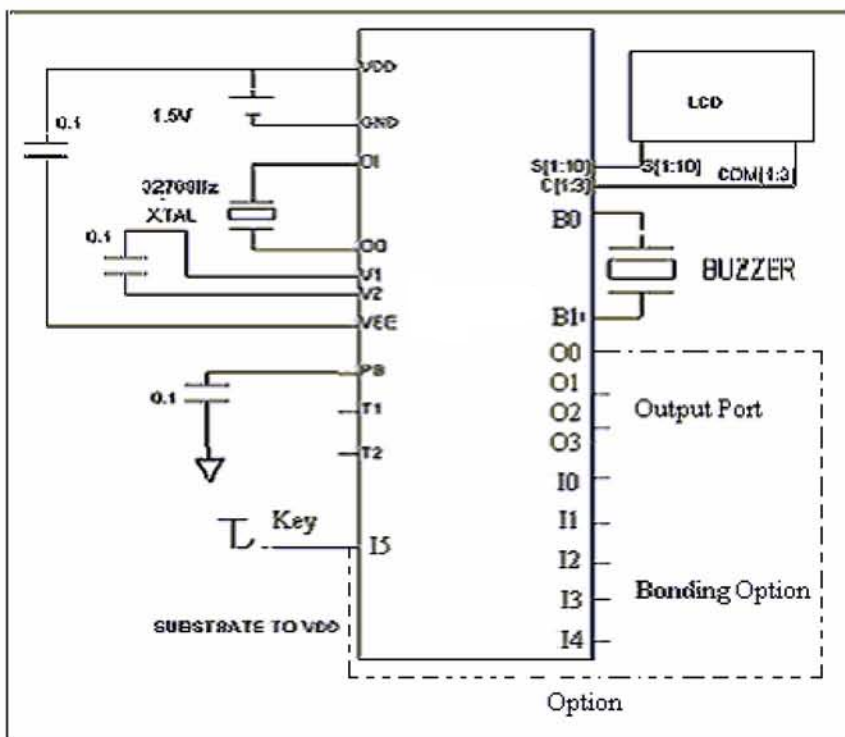 VDD
0.1
1.5V
GND
OI
32768Hz
XTAL
OO
0.1
V1
V2
VEE
PB
0.1
T1
T2
Key
I5
SUBSTRATE TO VDD
LCD
S[1:10]
S[1:10]
C[1:3]
COM[1:3]
B0
BUZZER
B1
O0
O1
Output Port
O2
O3
I0
I1
I2
Bonding Option
I3
I4
Option